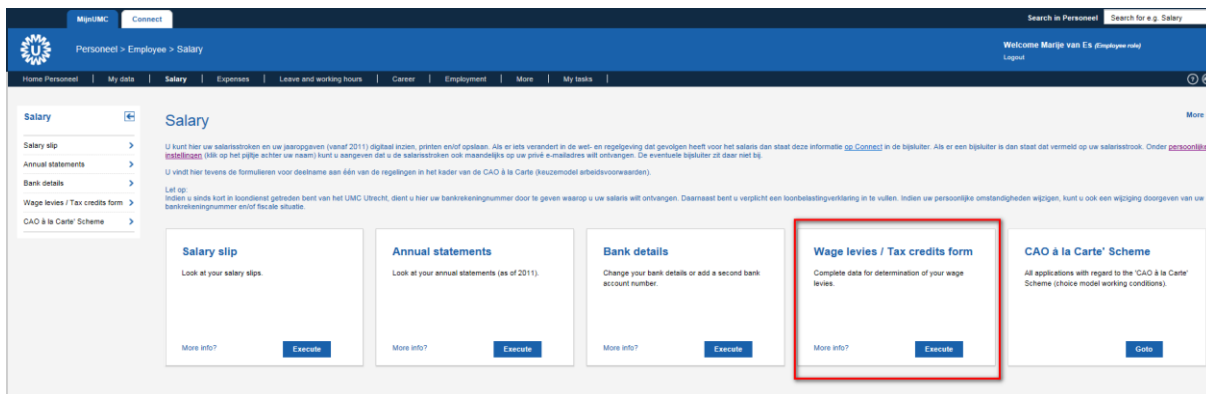 MijnUMC Connect Search in Personeel Search for e.g. Salary
Personeel > Employee > Salary Welcome Marije van Es (Employee role)
Logout
Home Personeel | My data | Salary | Expenses | Leave and working hours | Career | Employment | More | My tasks |
Salary
Salary slip
Annual statements
Bank details
Wage levies / Tax credits form
CAO à la Carte' Scheme
Salary More
U kunt hier uw salarisstroken en uw jaaropgaven (vanaf 2011) digitaal inzien, printen en/of opslaan. Als er iets verandert in de wet- en regelgeving dat gevolgen heeft voor het salaris dan staat deze informatie op Connect in de bijsluiter. Als er een bijsluiter is dan staat dat vermeld op uw salarisstrook. Onder persoonlijke
instellingen (klik op het pijltje achter uw naam) kunt u aangeven dat u de salarisstroken ook maandelijks op uw privé e-mailadres wilt ontvangen. De eventuele bijsluiter zit daar niet bij.
U vindt hier tevens de formulieren voor deelname aan één van de regelingen in het kader van de CAO à la Carte (keuzemodel arbeidsvoorwaarden).
Let op:
Indien u sinds kort in loondienst getreden bent van het UMC Utrecht, dient u hier uw bankrekeningnummer door te geven waarop u uw salaris wilt ontvangen. Daarnaast bent u verplicht een loonbelastingverklaring in te vullen. Indien uw persoonlijke omstandigheden wijzigen, kunt u ook een wijziging doorgeven van uw
bankrekeningnummer en/of fiscale situatie.
Salary slip
Look at your salary slips.
More info? Execute
Annual statements
Look at your annual statements (as of 2011).
More info? Execute
Bank details
Change your bank details or add a second bank
account number.
More info? Execute
Wage levies / Tax credits form
Complete data for determination of your wage
levies.
More info? Execute
CAO à la Carte' Scheme
All applications with regard to the 'CAO à la Carte'
Scheme (choice model working conditions).
Goto